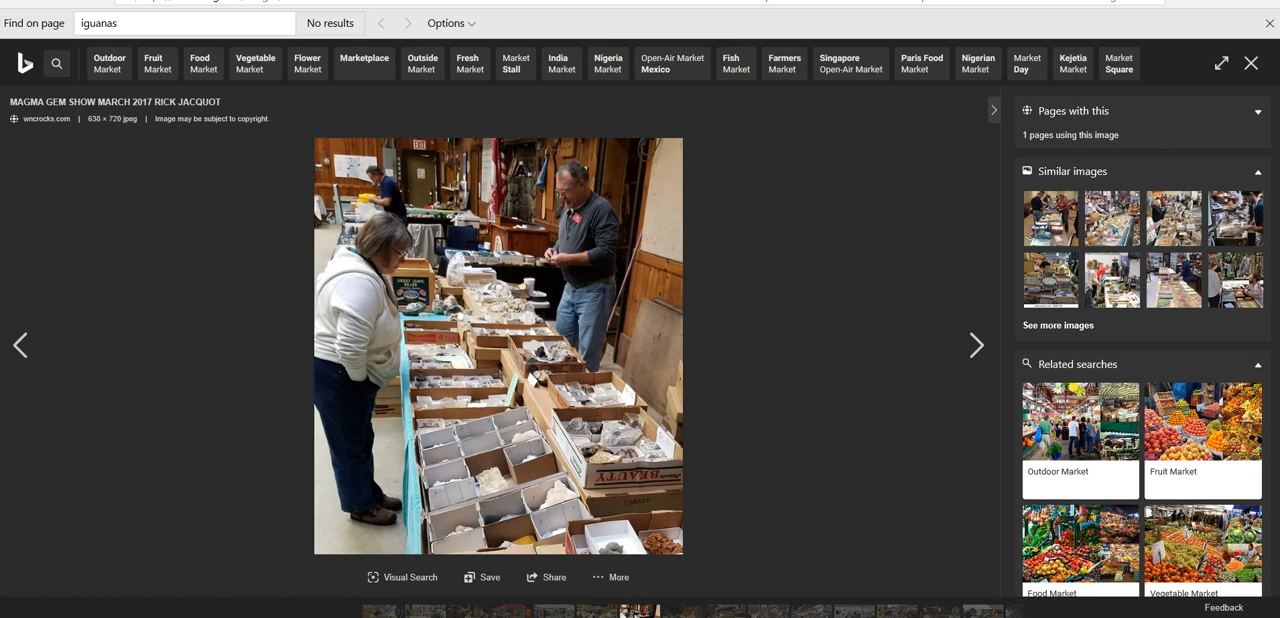 Find on page
iguanas
No results
Options
Outdoor Market
Fruit Market
Food Market
Vegetable Market
Flower Market
Marketplace
Outside Market
Fresh Market
Market Stall
India Market
Nigeria Market
Open-Air Market Mexico
Fish Market
Farmers Market
Singapore Open-Air Market
Paris Food Market
Nigerian Market
Market Day
Kejetia Market
Market Square
MAGMA GEM SHOW MARCH 2017 RICK JACQUOT
wncrocks.com | 638 × 720 jpeg | Image may be subject to copyright.
EXIT
BEAUTY
Visual Search
Save
Share
More
Pages with this
1 pages using this image
Similar images
See more images
Related searches
Outdoor Market
Fruit Market
Food Market
Vegetable Market
Feedback